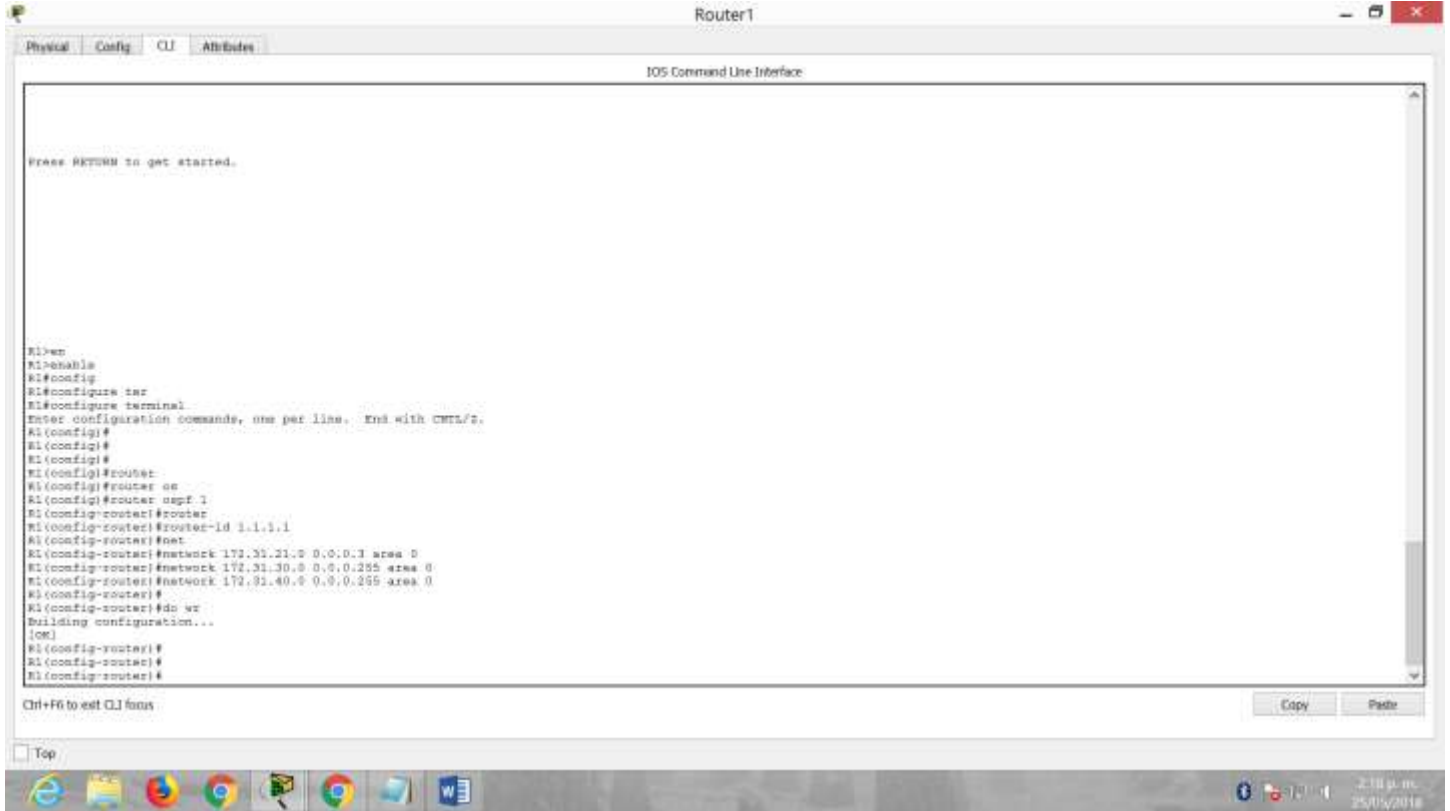 Router1
Physical Config CLI Attributes
IOS Command Line Interface
Press RETURN to get started.
R1>en
R1>enable
R1#config
R1#configure ter
R1#configure terminal
Enter configuration commands, one per line. End with CNTL/Z.
R1(config)#
R1(config)#
R1(config)#
R1(config)#router
R1(config)#router os
R1(config)#router ospf 1
R1(config-router)#router
R1(config-router)#router-id 1.1.1.1
R1(config-router)#net
R1(config-router)#network 172.31.21.0 0.0.0.3 area 0
R1(config-router)#network 172.31.30.0 0.0.0.255 area 0
R1(config-router)#network 172.31.40.0 0.0.0.255 area 0
R1(config-router)#
R1(config-router)#do wr
Building configuration...
[OK]
R1(config-router)#
R1(config-router)#
R1(config-router)#
Ctrl+F6 to exit CLI focus
Copy Paste
Top
2:18 p. m.
25/05/2018